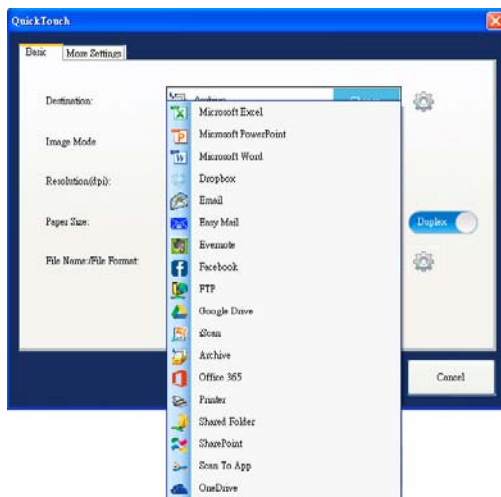 QuickTouch
Basic
More Settings
Destination:
Microsoft Excel
Image Mode
Microsoft PowerPoint
Microsoft Word
Resolution(dpi):
Dropbox
Email
Paper Size:
Easy Mail
Duplex
Evernote
File Name:/File Format:
Facebook
FTP
Google Drive
iScan
Archive
Office 365
Cancel
Printer
Shared Folder
SharePoint
Scan To App
OneDrive